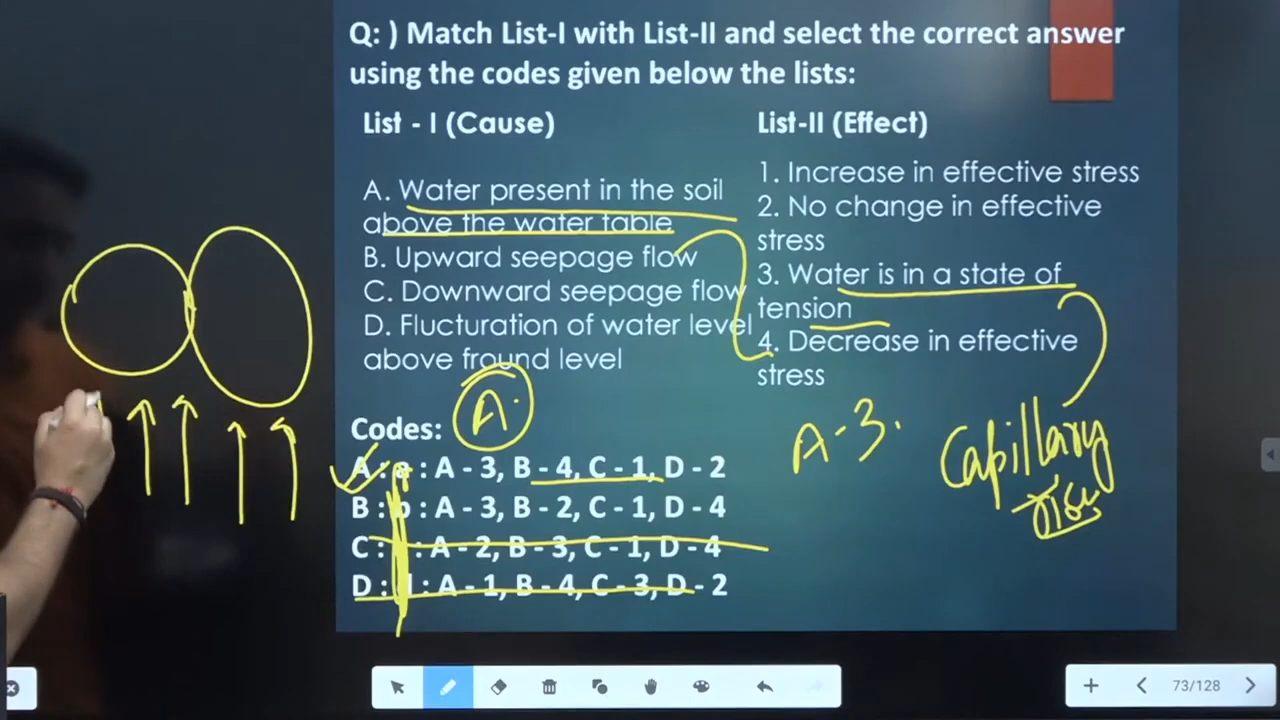 Q: ) Match List-I with List-II and select the correct answer
using the codes given below the lists:
List - I (Cause)
A. Water present in the soil
above the water table
B. Upward seepage flow
C. Downward seepage flow
D. Flucturation of water level
above fround level
List-II (Effect)
1. Increase in effective stress
2. No change in effective
stress
3. Water is in a state of
tension
4. Decrease in effective
stress
Codes:
A.
A : a : A - 3, B - 4, C - 1, D - 2
B : b : A - 3, B - 2, C - 1, D - 4
C : : A - 2, B - 3, C - 1, D - 4
D : d : A - 1, B - 4, C - 3, D - 2
A-3.
Capillary
rise
73/128